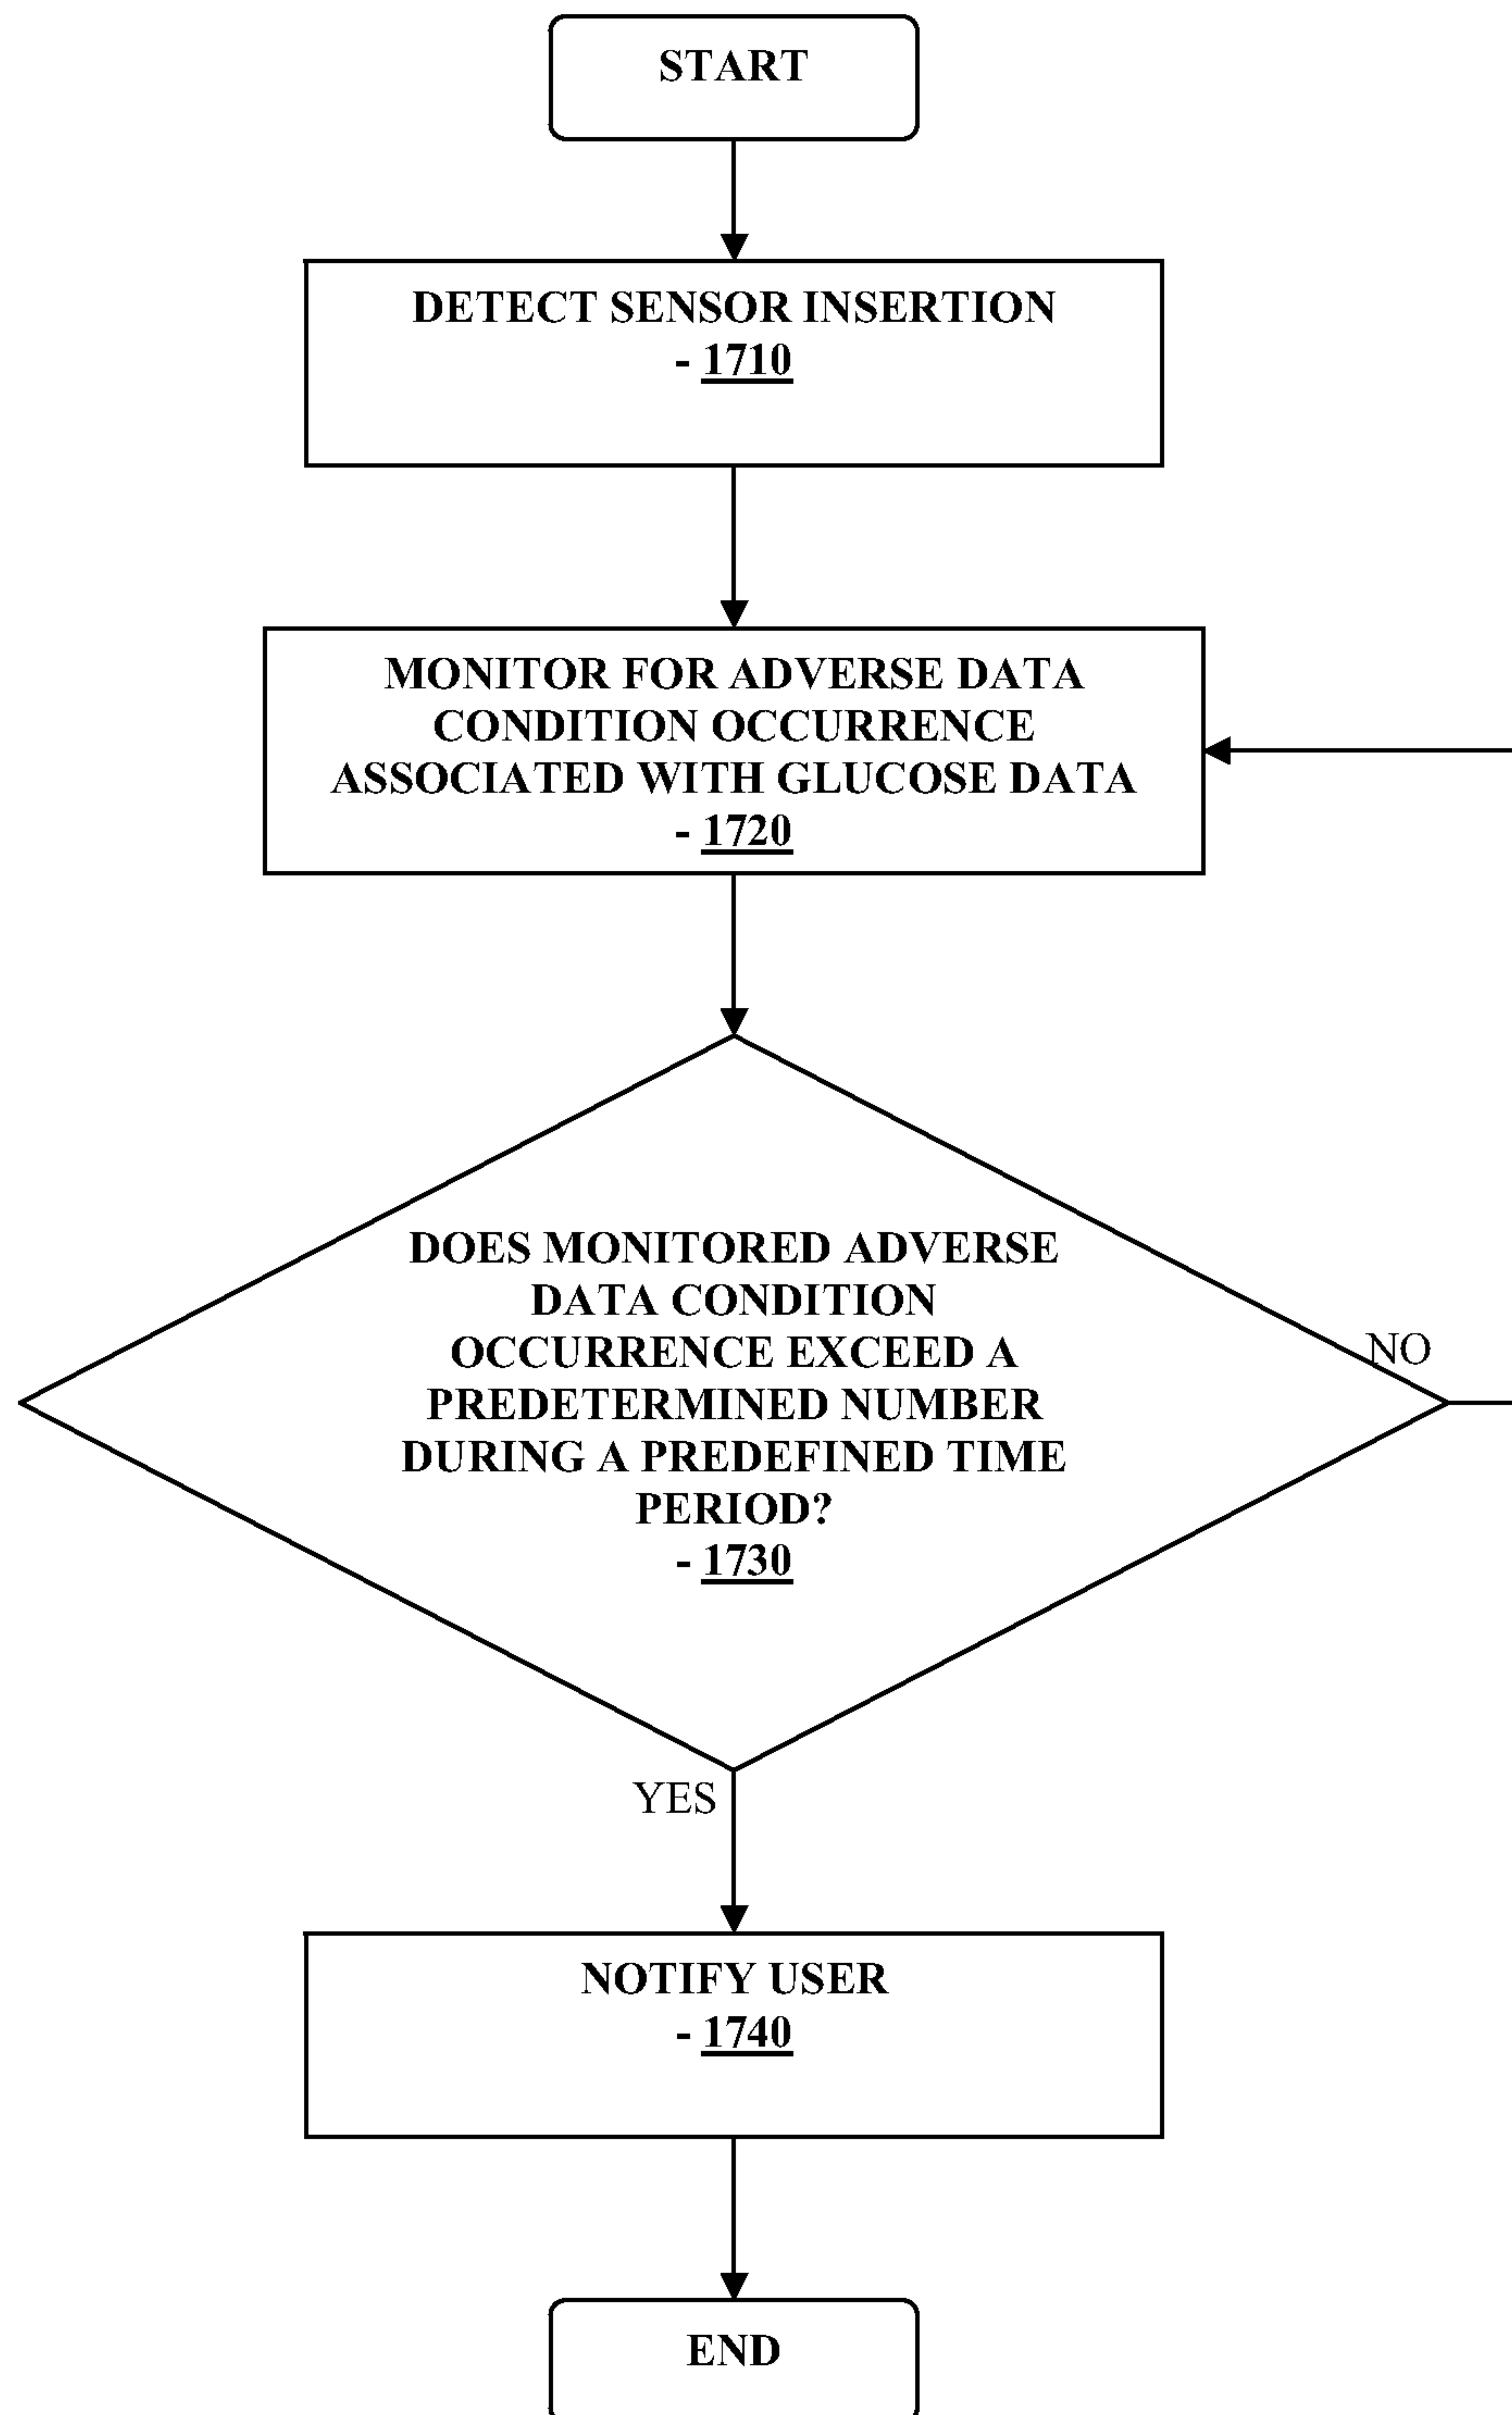 START
DETECT SENSOR INSERTION
- 1710
MONITOR FOR ADVERSE DATA
CONDITION OCCURRENCE
ASSOCIATED WITH GLUCOSE DATA
- 1720
DOES MONITORED ADVERSE
DATA CONDITION
OCCURRENCE EXCEED A
PREDETERMINED NUMBER
DURING A PREDEFINED TIME
PERIOD?
- 1730
NO
YES
NOTIFY USER
- 1740
END